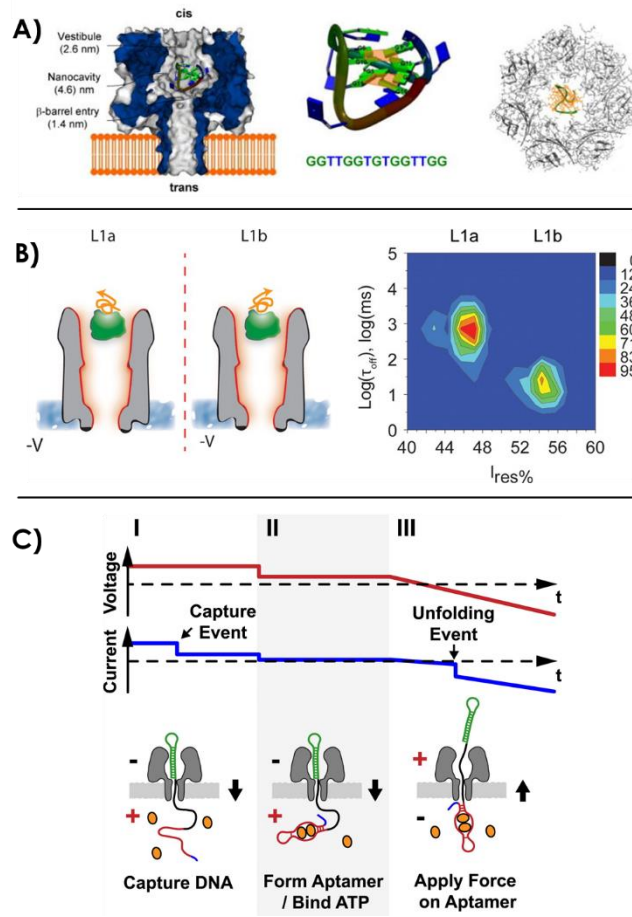 A)
cis
Vestibule
(2.6 nm)
Nanocavity
(4.6) nm
β-barrel entry
(1.4 nm)
trans
GGTTGGTGTGGTTGG
B)
L1a
L1b
-V
-V
L1a
L1b
Log(τoff), log(ms)
5
4
3
2
1
0
40
44
48
52
56
60
Ires%
0
12
24
36
48
60
71
83
95
C)
I
II
III
Voltage
t
Capture
Event
Unfolding
Event
Current
t
-
+
-
+
+
-
Capture DNA
Form Aptamer
/ Bind ATP
Apply Force
on Aptamer